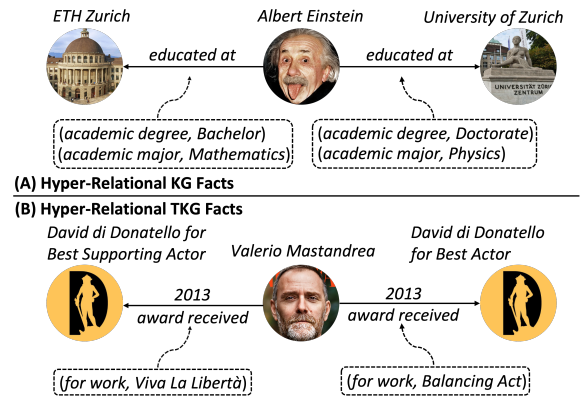 ETH Zurich
Albert Einstein
University of Zurich
educated at
educated at
UNIVERSITÄT ZÜRICH
ZENTRUM
(academic degree, Bachelor)
(academic major, Mathematics)
(academic degree, Doctorate)
(academic major, Physics)
(A) Hyper-Relational KG Facts
(B) Hyper-Relational TKG Facts
David di Donatello for
Best Supporting Actor
Valerio Mastandrea
David di Donatello
for Best Actor
2013
award received
2013
award received
(for work, Viva La Libertà)
(for work, Balancing Act)